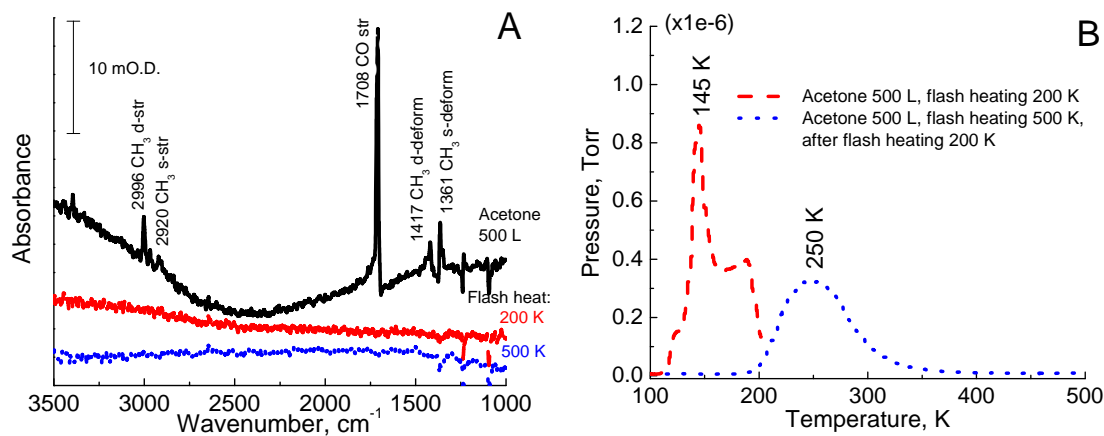 A
10 mO.D.
2996 CH3 d-str
2920 CH3 s-str
1708 CO str
1417 CH3 d-deform
1361 CH3 s-deform
Acetone
500 L
Flash heat:
200 K
500 K
Absorbance
3500 3000 2500 2000 1500 1000
Wavenumber, cm-1
B
(x1e-6)
1.2
1.0
0.8
0.6
0.4
0.2
0.0
Pressure, Torr
145 K
250 K
Acetone 500 L, flash heating 200 K
Acetone 500 L, flash heating 500 K,
after flash heating 200 K
100 200 300 400 500
Temperature, K